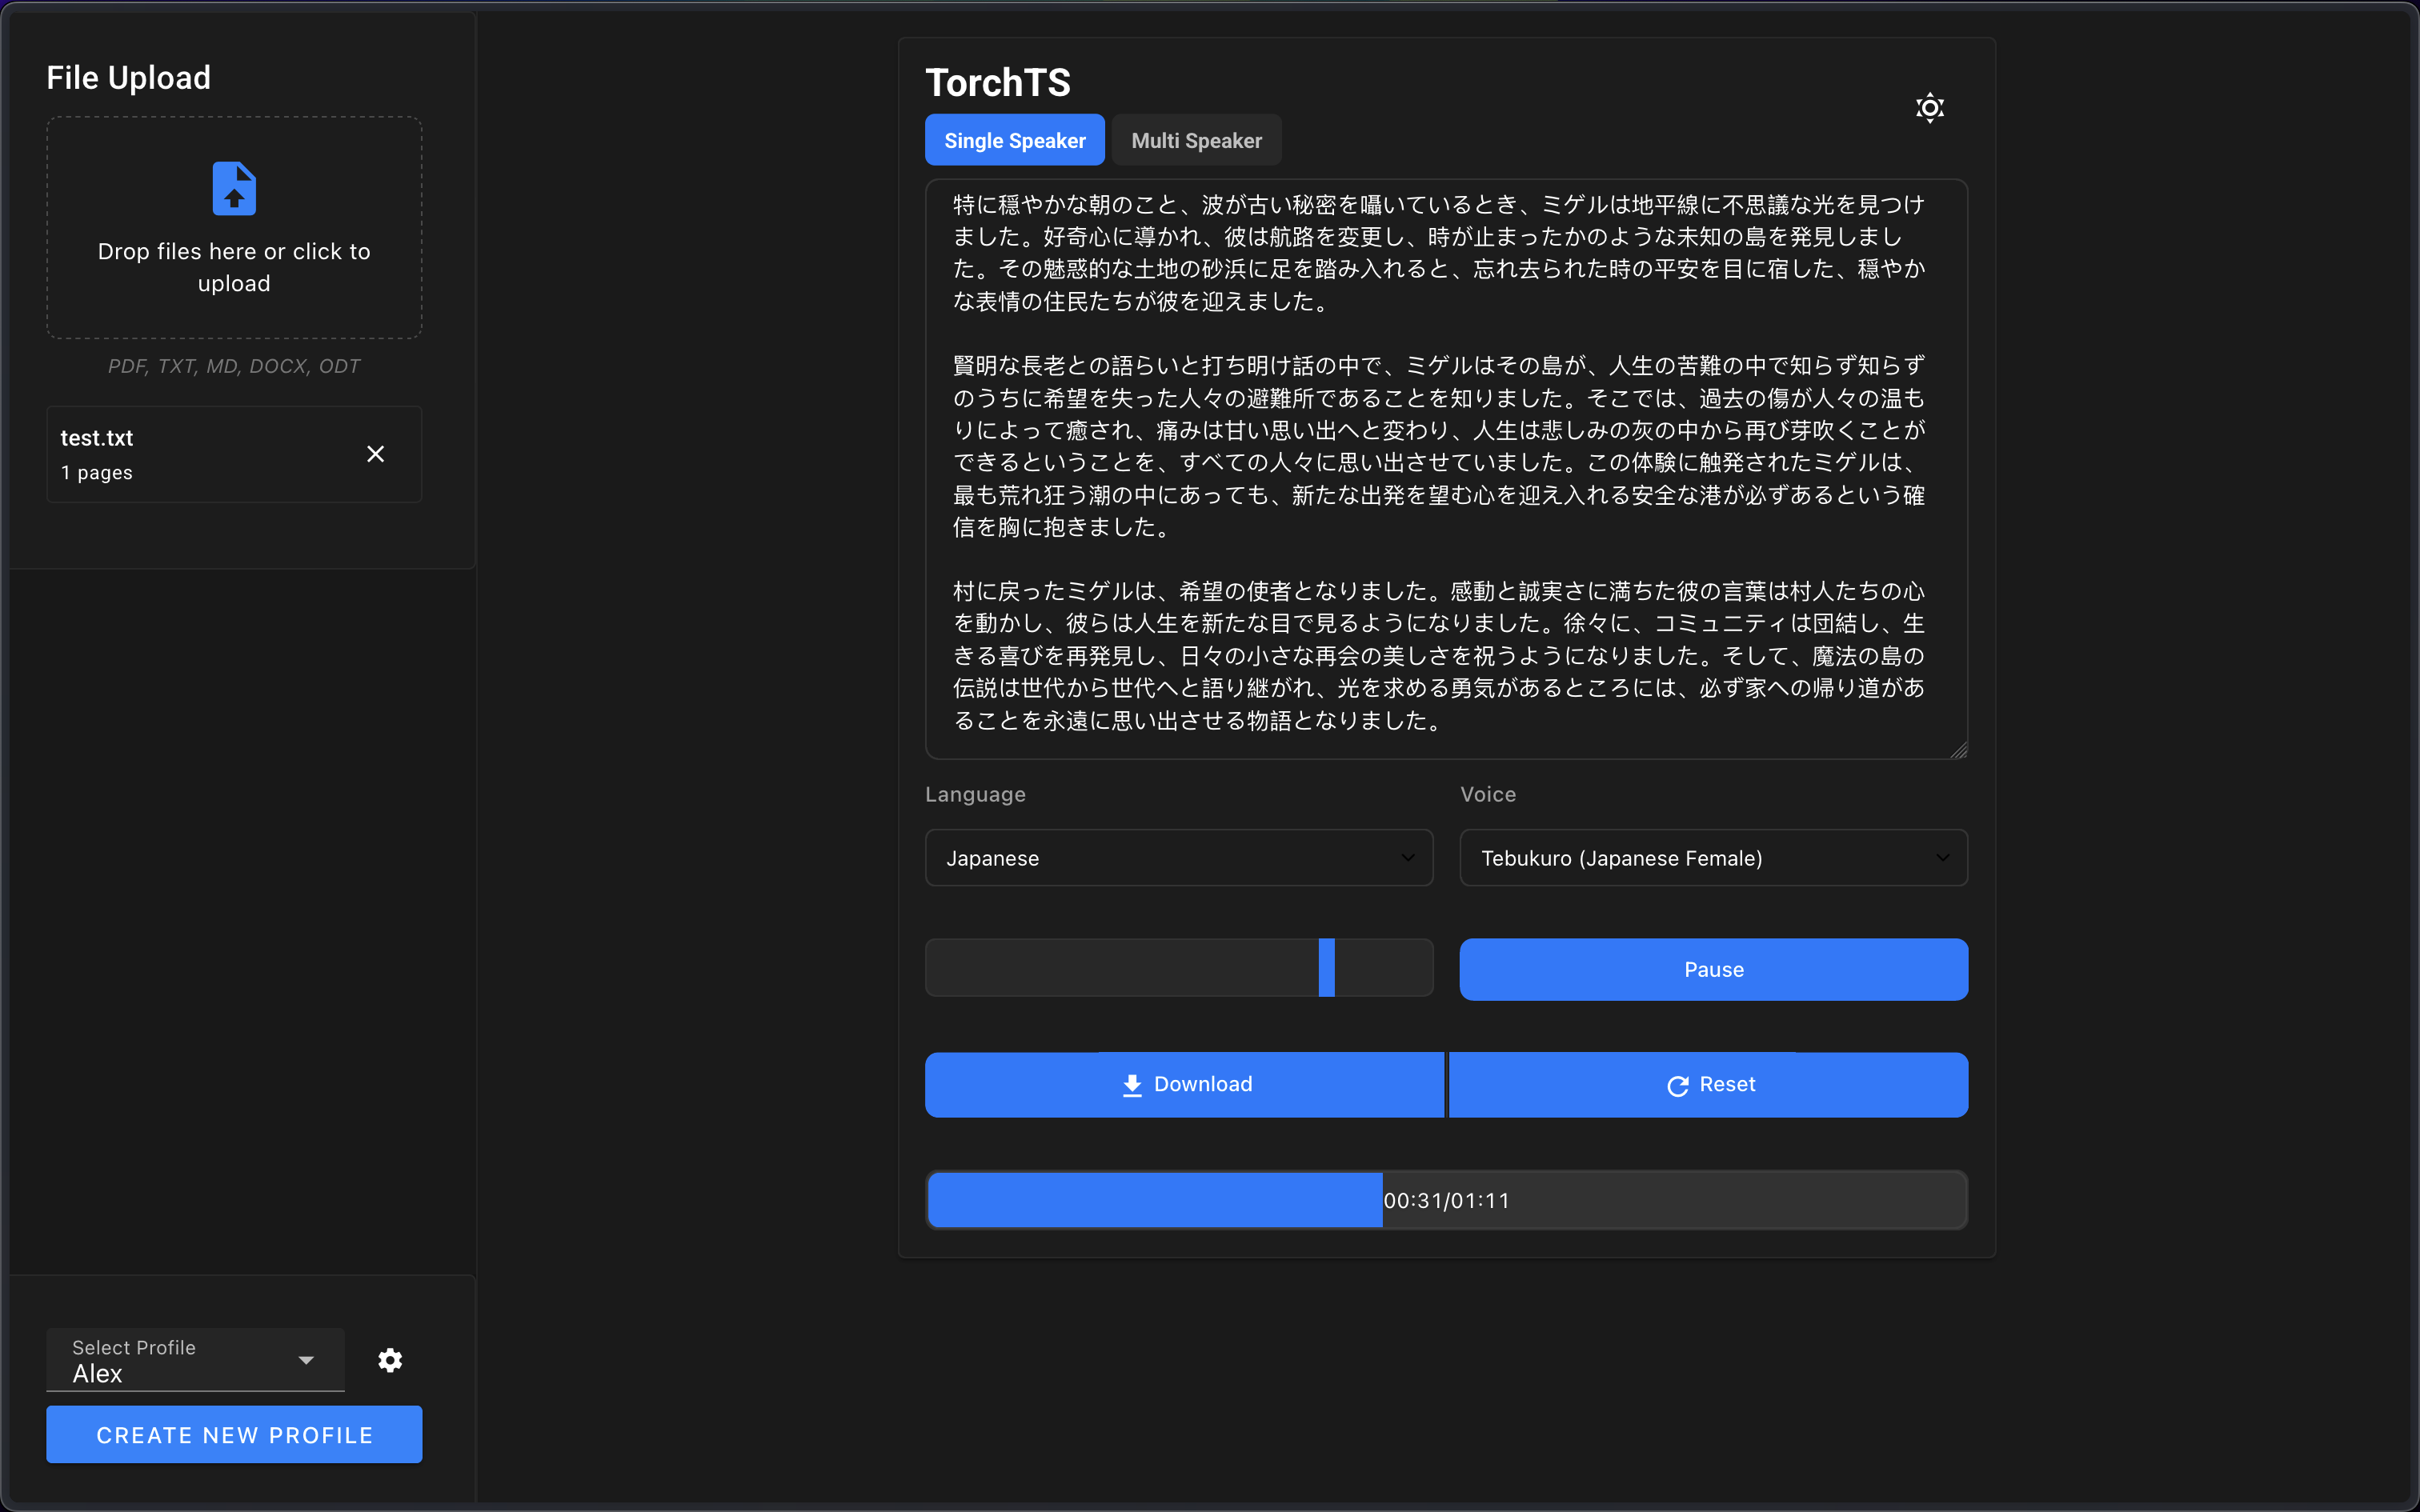 File Upload
Drop files here or click to
upload
PDF, TXT, MD, DOCX, ODT
test.txt
1 pages
Select Profile
Alex
CREATE NEW PROFILE
TorchTS
Single Speaker
Multi Speaker
特に穏やかな朝のこと、波が古い秘密を囁いているとき、ミゲルは地平線に不思議な光を見つけ
ました。好奇心に導かれ、彼は航路を変更し、時が止まったかのような未知の島を発見しまし
た。その魅惑的な土地の砂浜に足を踏み入れると、忘れ去られた時の平安を目に宿した、穏やか
な表情の住民たちが彼を迎えました。
賢明な長老との語らいと打ち明け話の中で、ミゲルはその島が、人生の苦難の中で知らず知らず
のうちに希望を失った人々の避難所であることを知りました。そこでは、過去の傷が人々の温も
りによって癒され、痛みは甘い思い出へと変わり、人生は悲しみの灰の中から再び芽吹くことが
できるということを、すべての人々に思い出させていました。この体験に触発されたミゲルは、
最も荒れ狂う潮の中にあっても、新たな出発を望む心を迎え入れる安全な港が必ずあるという確
信を胸に抱きました。
村に戻ったミゲルは、希望の使者となりました。感動と誠実さに満ちた彼の言葉は村人たちの心
を動かし、彼らは人生を新たな目で見るようになりました。徐々に、コミュニティは団結し、生
きる喜びを再発見し、日々の小さな再会の美しさを祝うようになりました。そして、魔法の島の
伝説は世代から世代へと語り継がれ、光を求める勇気があるところには、必ず家への帰り道があ
ることを永遠に思い出させる物語となりました。
Language
Voice
Japanese
Tebukuro (Japanese Female)
Pause
Download
Reset
00:31/01:11